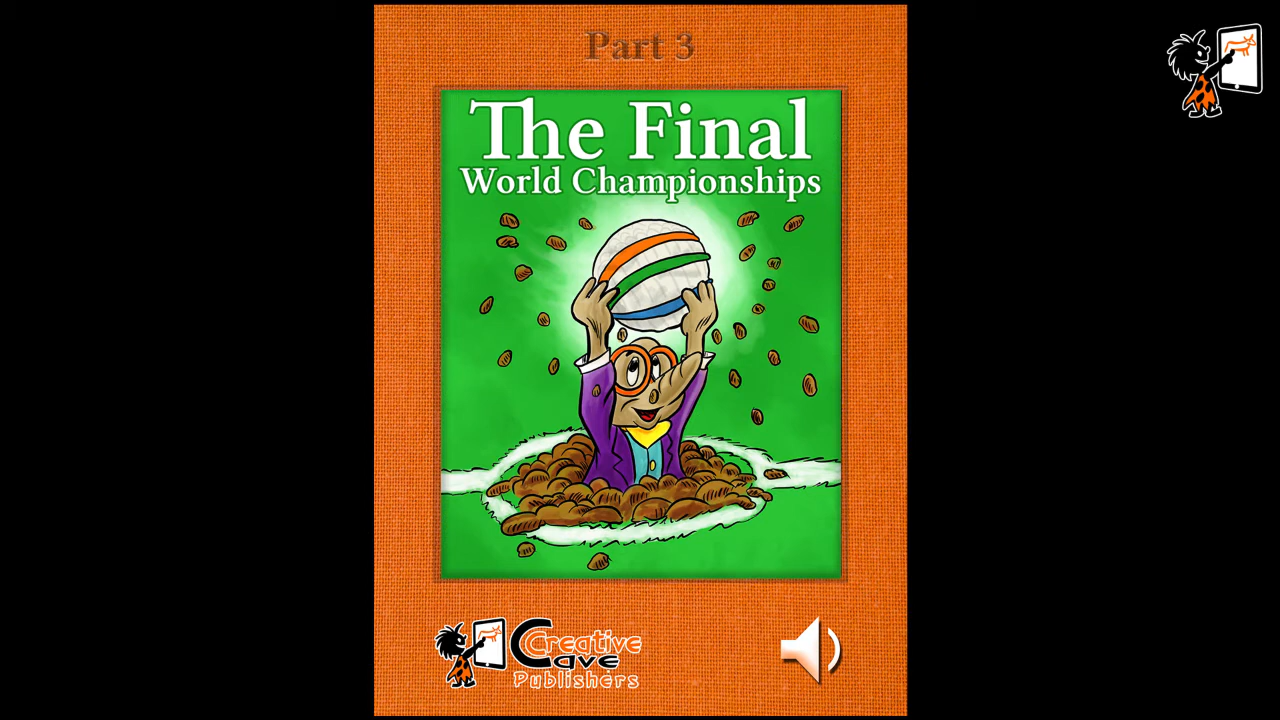 Part 3
The Final
World Championships
Creative
Cave
Publishers